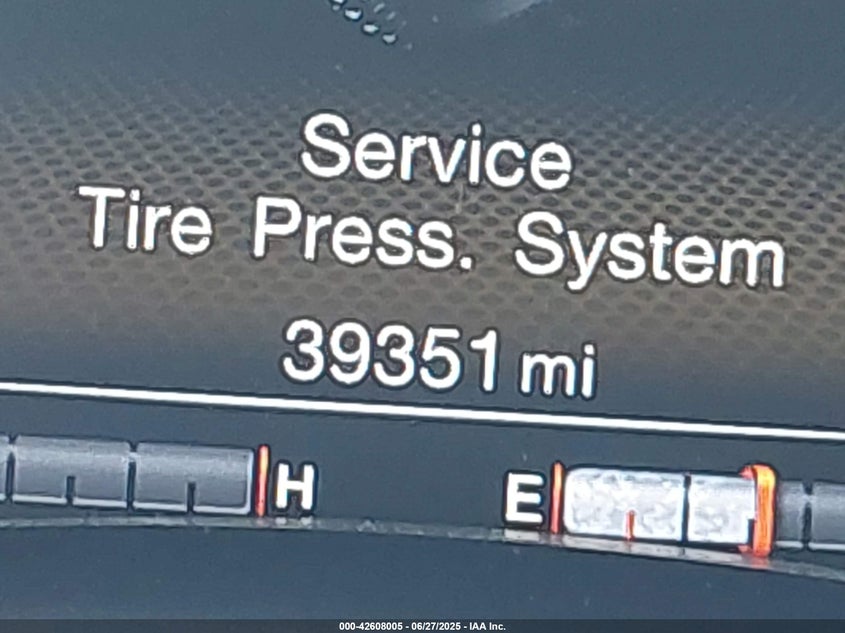 Service
Tire Press. System
39351 mi
H E
000-42608005 - 06/27/2025 - IAA Inc.